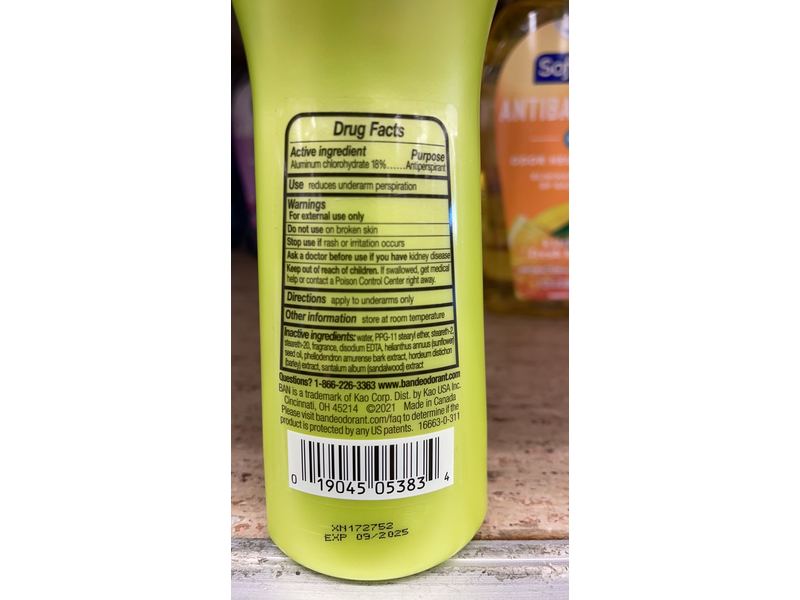 Drug Facts
Active ingredient Purpose
Aluminum chlorohydrate 18%......Antiperspirant
Use reduces underarm perspiration
Warnings
For external use only
Do not use on broken skin
Stop use if rash or irritation occurs
Ask a doctor before use if you have kidney disease
Keep out of reach of children. If swallowed, get medical
help or contact a Poison Control Center right away.
Directions apply to underarms only
Other information store at room temperature
Inactive ingredients: water, PPG-11 stearyl ether, steareth-2,
steareth-20, fragrance, disodium EDTA, helianthus annuus (sunflower)
seed oil, phellodendron amurense bark extract, hordeum distichon
(barley) extract, santalum album (sandalwood) extract
Questions? 1-866-226-3363 www.bandeodorant.com
BAN is a trademark of Kao Corp. Dist. by Kao USA Inc.
Cincinnati, OH 45214 ©2021 Made in Canada
Please visit bandeodorant.com/faq to determine if the
product is protected by any US patents. 16663-0-311
0 19045 05383 4
XN172752
EXP 09/2025
Sof
ANTIBA